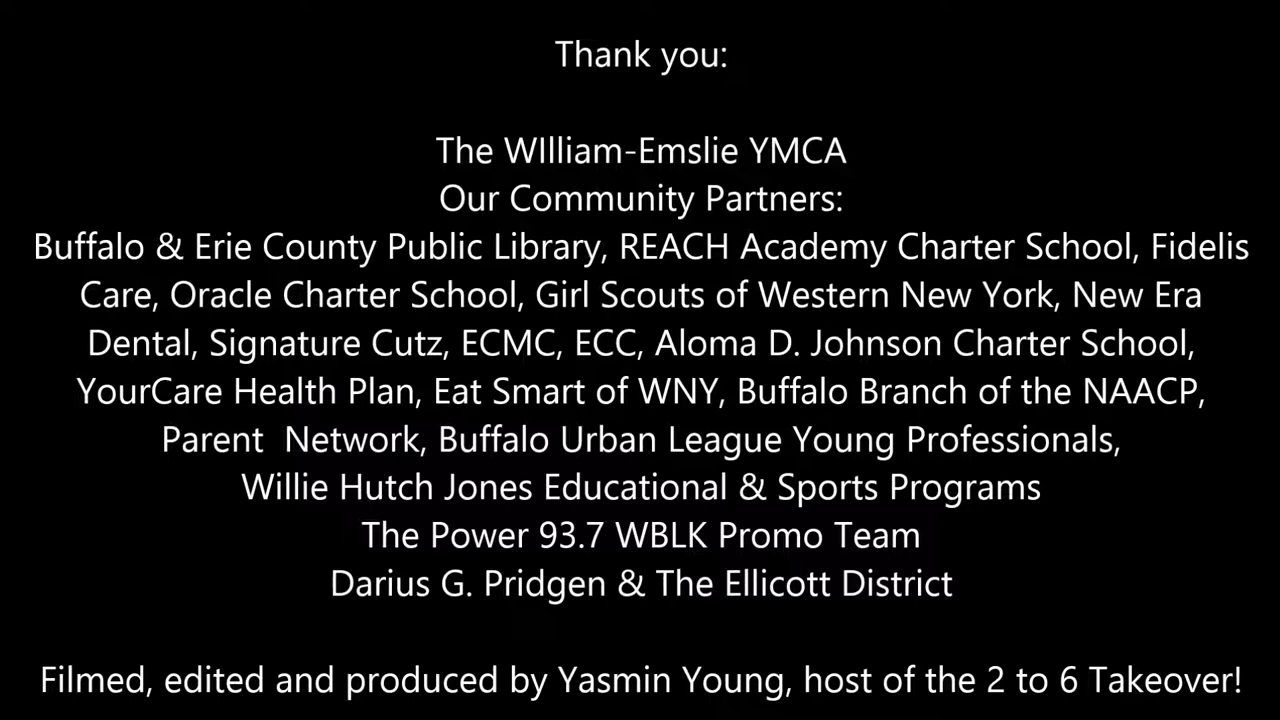 Thank you:
The WIlliam-Emslie YMCA
Our Community Partners:
Buffalo & Erie County Public Library, REACH Academy Charter School, Fidelis
Care, Oracle Charter School, Girl Scouts of Western New York, New Era
Dental, Signature Cutz, ECMC, ECC, Aloma D. Johnson Charter School,
YourCare Health Plan, Eat Smart of WNY, Buffalo Branch of the NAACP,
Parent  Network, Buffalo Urban League Young Professionals,
Willie Hutch Jones Educational & Sports Programs
The Power 93.7 WBLK Promo Team
Darius G. Pridgen & The Ellicott District
Filmed, edited and produced by Yasmin Young, host of the 2 to 6 Takeover!